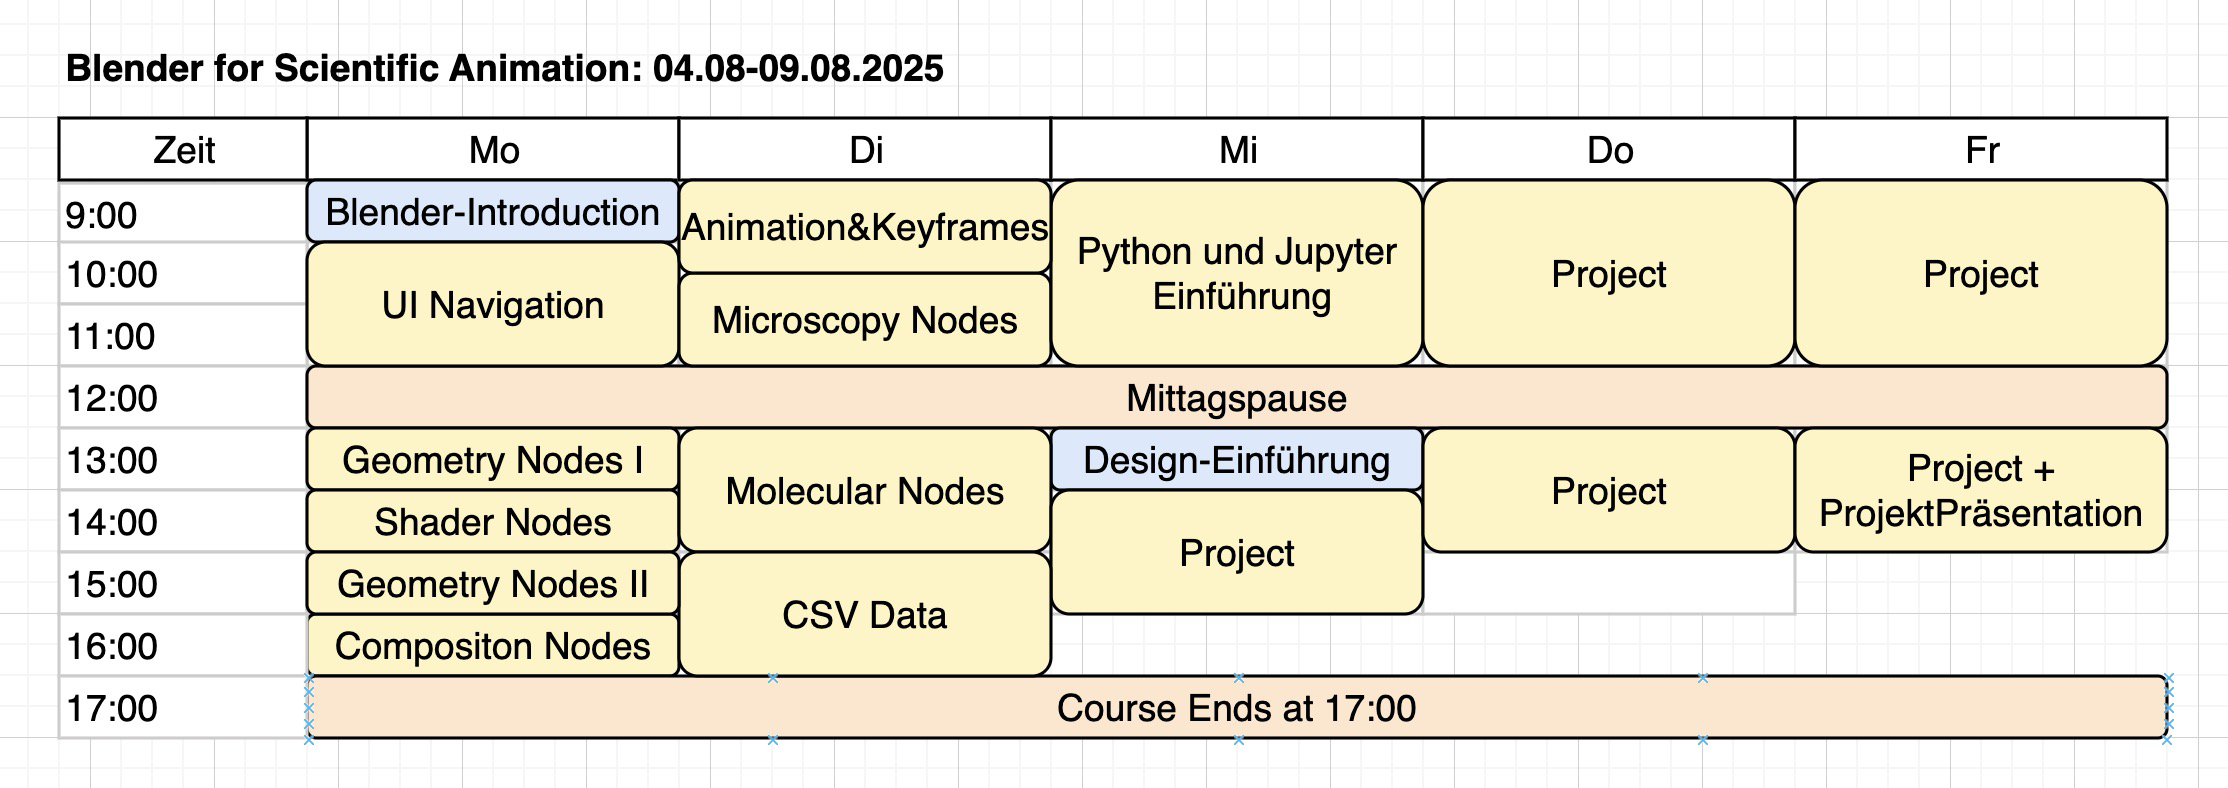 Blender for Scientific Animation: 04.08-09.08.2025
Zeit Mo Di Mi Do Fr
9:00 Blender-Introduction
Animation&Keyframes
Python und Jupyter
Einführung
Project
Project
10:00
UI Navigation
Microscopy Nodes
11:00
12:00 Mittagspause
13:00 Geometry Nodes I
Molecular Nodes
Design-Einführung
Project
Project +
ProjektPräsentation
14:00 Shader Nodes
Project
15:00 Geometry Nodes II
CSV Data
16:00 Compositon Nodes
17:00 Course Ends at 17:00